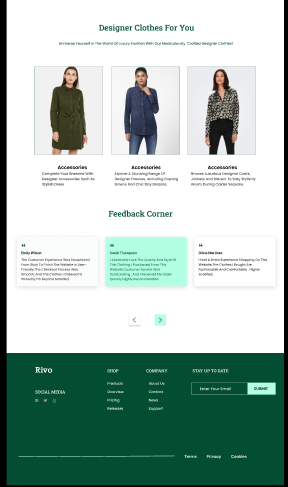 Designer Clothes For You
Immerse Yourself In The World Of Luxury Fashion With Our Meticulously Crafted Designer Clothes!
Accessories
Complete Your Ensemble With
Designer Accessories Such As
Stylish Dress
Accessories
Explore A Stunning Range Of
Designer Dresses, Including Evening
Gowns And Chic Day Dresses.
Accessories
Browse Luxurious Designer Coats,
Jackets And Blazers To Stay Stylishly
Warm During Colder Seasons.
Feedback Corner
Emily Wilson
The Customer Experience Was Exceptional
From Start To Finish. The Website Is User-
Friendly, The Checkout Process Was
Smooth, And The Clothes I Ordered Fit
Perfectly. I'm Beyond Satisfied.
Sarah Thompson
I Absolutely Love The Quality And Style Of
The Clothing I Purchased From This
Website. Customer Service Was
Outstanding, And I Received My Order
Quickly. Highly Recommended!
Olivia Martinez
I Had A Great Experience Shopping On This
Website. The Clothes I Bought Are
Fashionable And Comfortable. Highly
Satisfied.
Rivo
SOCIAL MEDIA
SHOP
Products
Overview
Pricing
Releases
COMPANY
About Us
Contact
News
Support
STAY UP TO DATE
Enter Your Email
SUBMIT
Terms
Privacy
Cookies